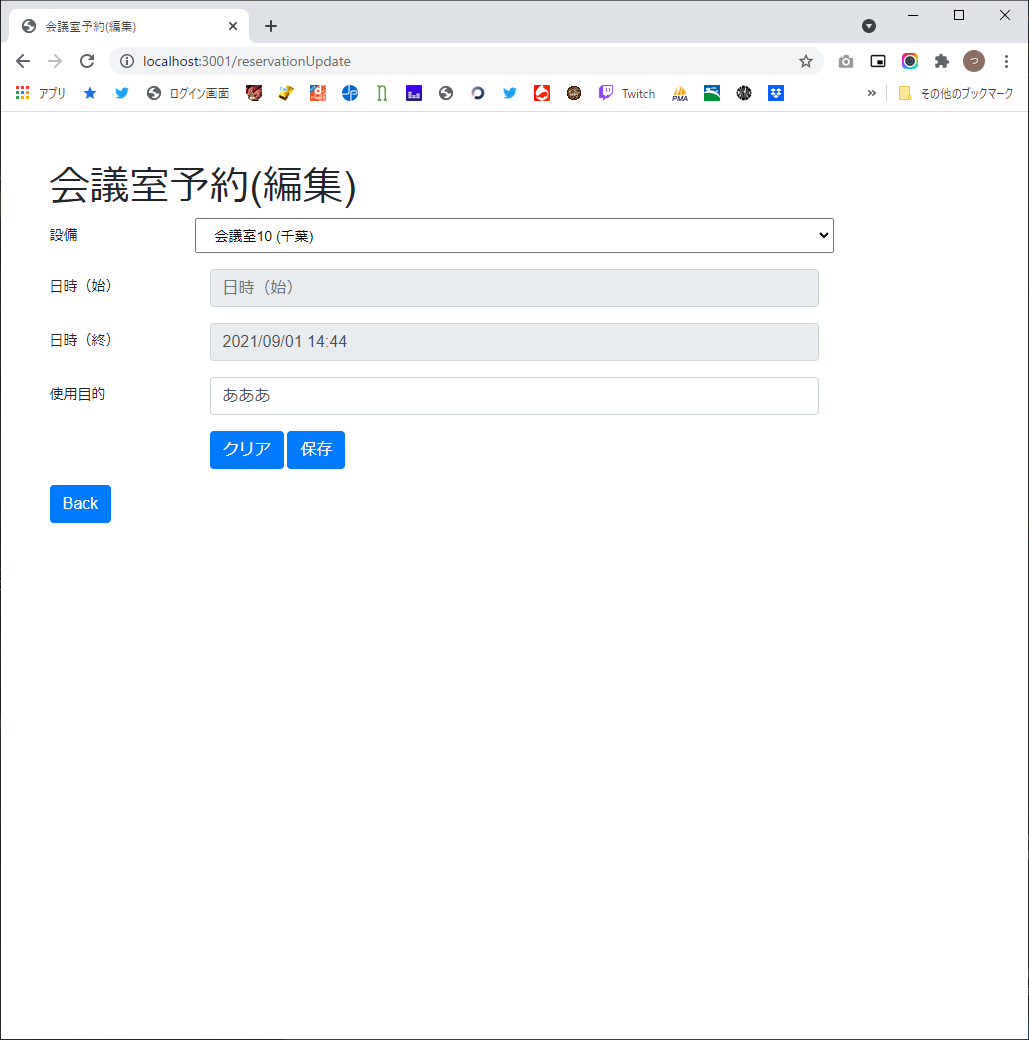 会議室予約(編集)
localhost:3001/reservationUpdate
つ
アプリ
ログイン画面
Twitch
PMA
»
その他のブックマーク
会議室予約(編集)
設備
会議室10 (千葉)
日時（始）
日時（始）
日時（終）
2021/09/01 14:44
使用目的
あああ
クリア 保存
Back